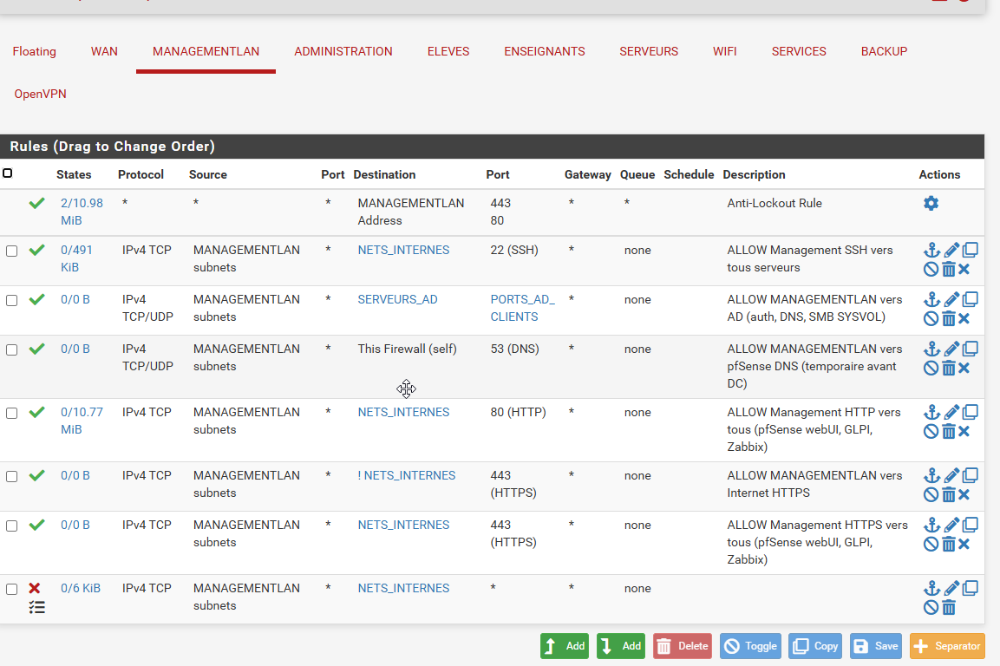 Floating WAN MANAGEMENTLAN ADMINISTRATION ELEVES ENSEIGNANTS SERVEURS WIFI SERVICES BACKUP
OpenVPN
Rules (Drag to Change Order)
States Protocol Source Port Destination Port Gateway Queue Schedule Description Actions
2/10.98 * * * MANAGEMENTLAN 443 * * Anti-Lockout Rule
MiB Address 80
0/491 IPv4 TCP MANAGEMENTLAN * NETS_INTERNES 22 (SSH) * none ALLOW Management SSH vers
KiB subnets tous serveurs
0/0 B IPv4 MANAGEMENTLAN * SERVEURS_AD PORTS_AD_ * none ALLOW MANAGEMENTLAN vers
TCP/UDP subnets CLIENTS AD (auth, DNS, SMB SYSVOL)
0/0 B IPv4 MANAGEMENTLAN * This Firewall (self) 53 (DNS) * none ALLOW MANAGEMENTLAN vers
TCP/UDP subnets pfSense DNS (temporaire avant
DC)
0/10.77 IPv4 TCP MANAGEMENTLAN * NETS_INTERNES 80 (HTTP) * none ALLOW Management HTTP vers
MiB subnets tous (pfSense webUI, GLPI,
Zabbix)
0/0 B IPv4 TCP MANAGEMENTLAN * ! NETS_INTERNES 443 * none ALLOW MANAGEMENTLAN vers
subnets (HTTPS) Internet HTTPS
0/0 B IPv4 TCP MANAGEMENTLAN * NETS_INTERNES 443 * none ALLOW Management HTTPS vers
subnets (HTTPS) tous (pfSense webUI, GLPI,
Zabbix)
0/6 KiB IPv4 TCP MANAGEMENTLAN * NETS_INTERNES * * none
subnets
Add Add Delete Toggle Copy Save Separator